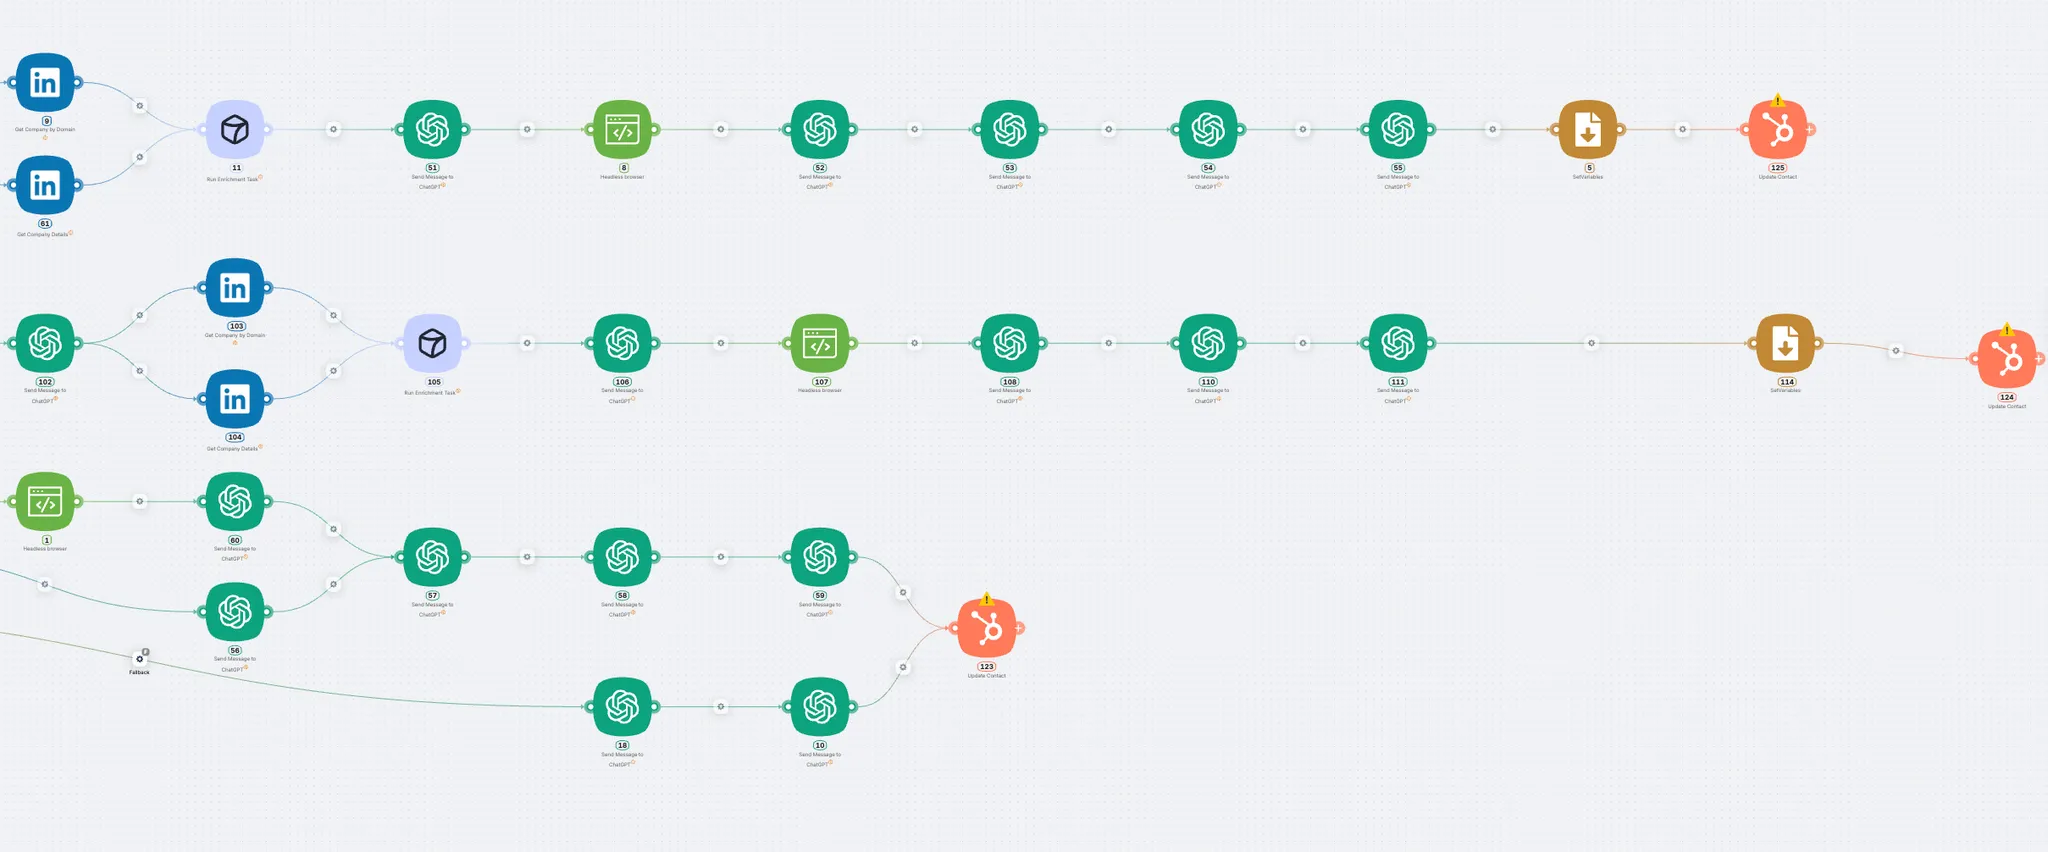 in
9
Get Company by Domain
in
61
Get Company Details
11
Run Enrichment Task
51
Send Message to
ChatGPT
8
Headless browser
52
Send Message to
ChatGPT
53
Send Message to
ChatGPT
54
Send Message to
ChatGPT
55
Send Message to
ChatGPT
5
SetVariables
125
Update Contact
102
Send Message to
ChatGPT
in
103
Get Company by Domain
in
104
Get Company Details
105
Run Enrichment Task
106
Send Message to
ChatGPT
107
Headless browser
108
Send Message to
ChatGPT
110
Send Message to
ChatGPT
111
Send Message to
ChatGPT
114
SetVariables
124
Update Contact
1
Headless browser
60
Send Message to
ChatGPT
56
Send Message to
ChatGPT
57
Send Message to
ChatGPT
58
Send Message to
ChatGPT
59
Send Message to
ChatGPT
123
Update Contact
Fallback
18
Send Message to
ChatGPT
10
Send Message to
ChatGPT